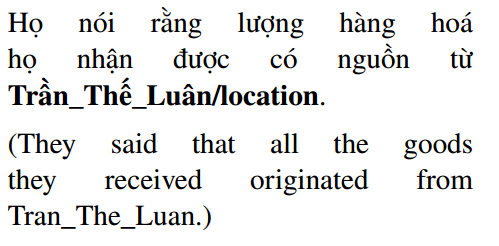 Họ nói rằng lượng hàng hoá
họ nhận được có nguồn từ
Trần_Thế_Luân/location.
(They said that all the goods
they received originated from
Tran_The_Luan.)